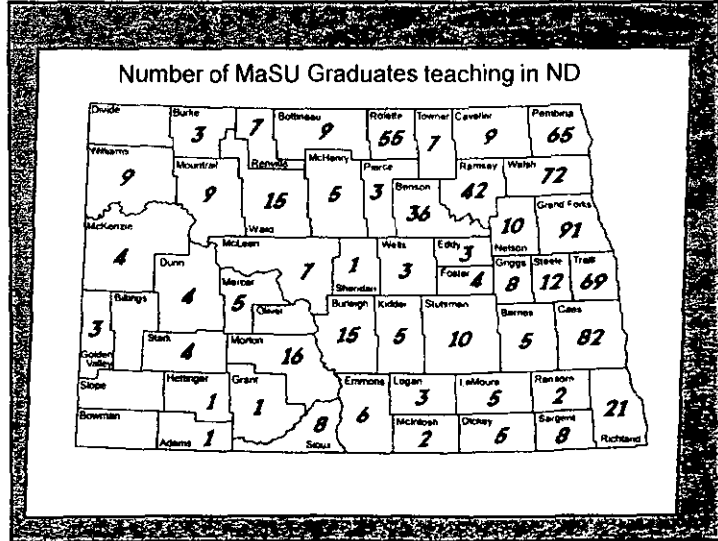 Number of MaSU Graduates teaching in ND
Divide
Burke 3
Renville 7
Bottineau 9
Rolette 55
Towner 7
Cavalier 9
Pembina 65
Williams 9
Mountrail 9
Ward 15
McHenry 5
Pierce 3
Benson 36
Ramsey 42
Walsh 72
McKenzie 4
Dunn 4
McLean 7
Mercer 5
Oliver
Sheridan 1
Wells 3
Eddy 3
Foster 4
Nelson 10
Grand Forks 91
Griggs 8
Steele 12
Traill 69
Golden Valley 3
Billings
Stark 4
Morton 16
Burleigh 15
Kidder 5
Stutsman 10
Barnes 5
Cass 82
Slope
Hettinger 1
Grant 1
Sioux 8
Emmons 6
Logan 3
LaMoure 5
Ransom 2
Richland 21
Bowman
Adams 1
McIntosh 2
Dickey
Sargent 8